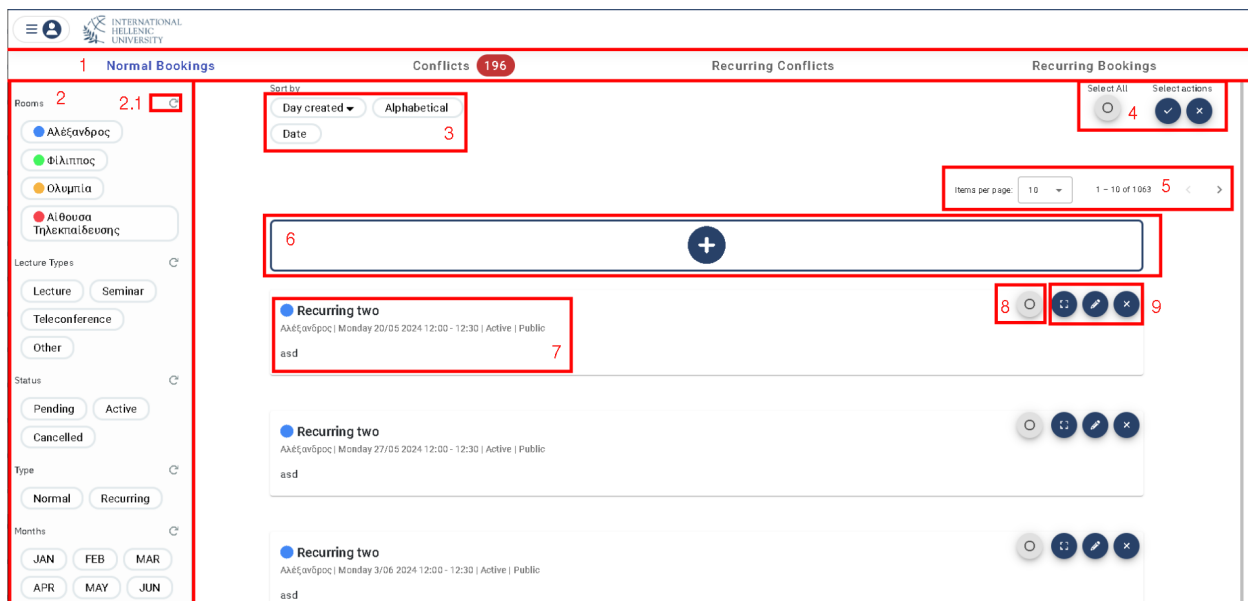 INTERNATIONAL
HELLENIC
UNIVERSITY
1 Normal Bookings Conflicts 196 Recurring Conflicts Recurring Bookings
Rooms 2 2.1
Αλέξανδρος
Φίλιππος
Ολυμπία
Αίθουσα
Τηλεκπαίδευσης
Lecture Types
Lecture Seminar
Teleconference
Other
Status
Pending Active
Cancelled
Type
Normal Recurring
Months
JAN FEB MAR
APR MAY JUN
Sort by
Day created Alphabetical
Date 3
Select All Select actions
4
Items per page: 10 1 – 10 of 1063 5
6
Recurring two 8 9
Αλέξανδρος | Monday 20/05 2024 12:00 - 12:30 | Active | Public
asd 7
Recurring two
Αλέξανδρος | Monday 27/05 2024 12:00 - 12:30 | Active | Public
asd
Recurring two
Αλέξανδρος | Monday 3/06 2024 12:00 - 12:30 | Active | Public
asd